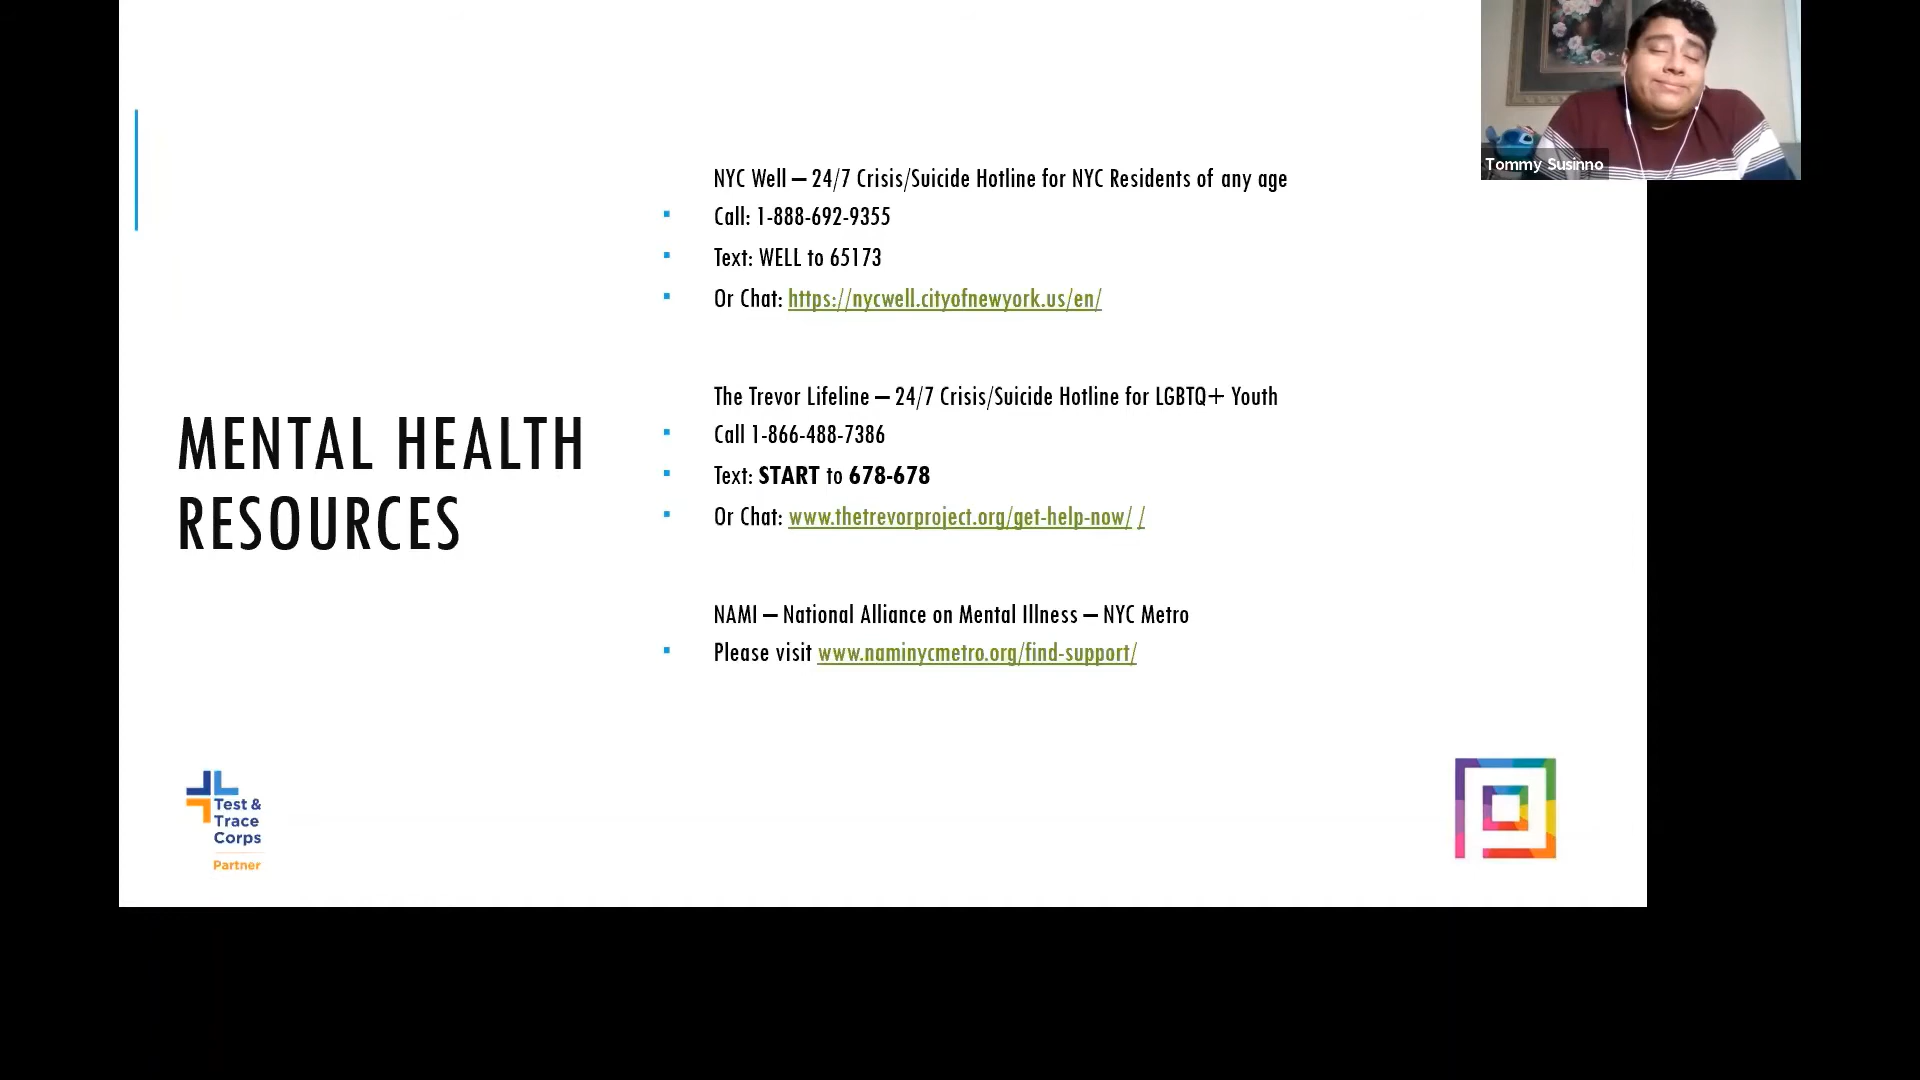 Tommy Susinno
MENTAL HEALTH
RESOURCES
NYC Well – 24/7 Crisis/Suicide Hotline for NYC Residents of any age
Call: 1-888-692-9355
Text: WELL to 65173
Or Chat: https://nycwell.cityofnewyork.us/en/
The Trevor Lifeline – 24/7 Crisis/Suicide Hotline for LGBTQ+ Youth
Call 1-866-488-7386
Text: START to 678-678
Or Chat: www.thetrevorproject.org/get-help-now/ /
NAMI – National Alliance on Mental Illness – NYC Metro
Please visit www.naminycmetro.org/find-support/
Test &
Trace
Corps
Partner